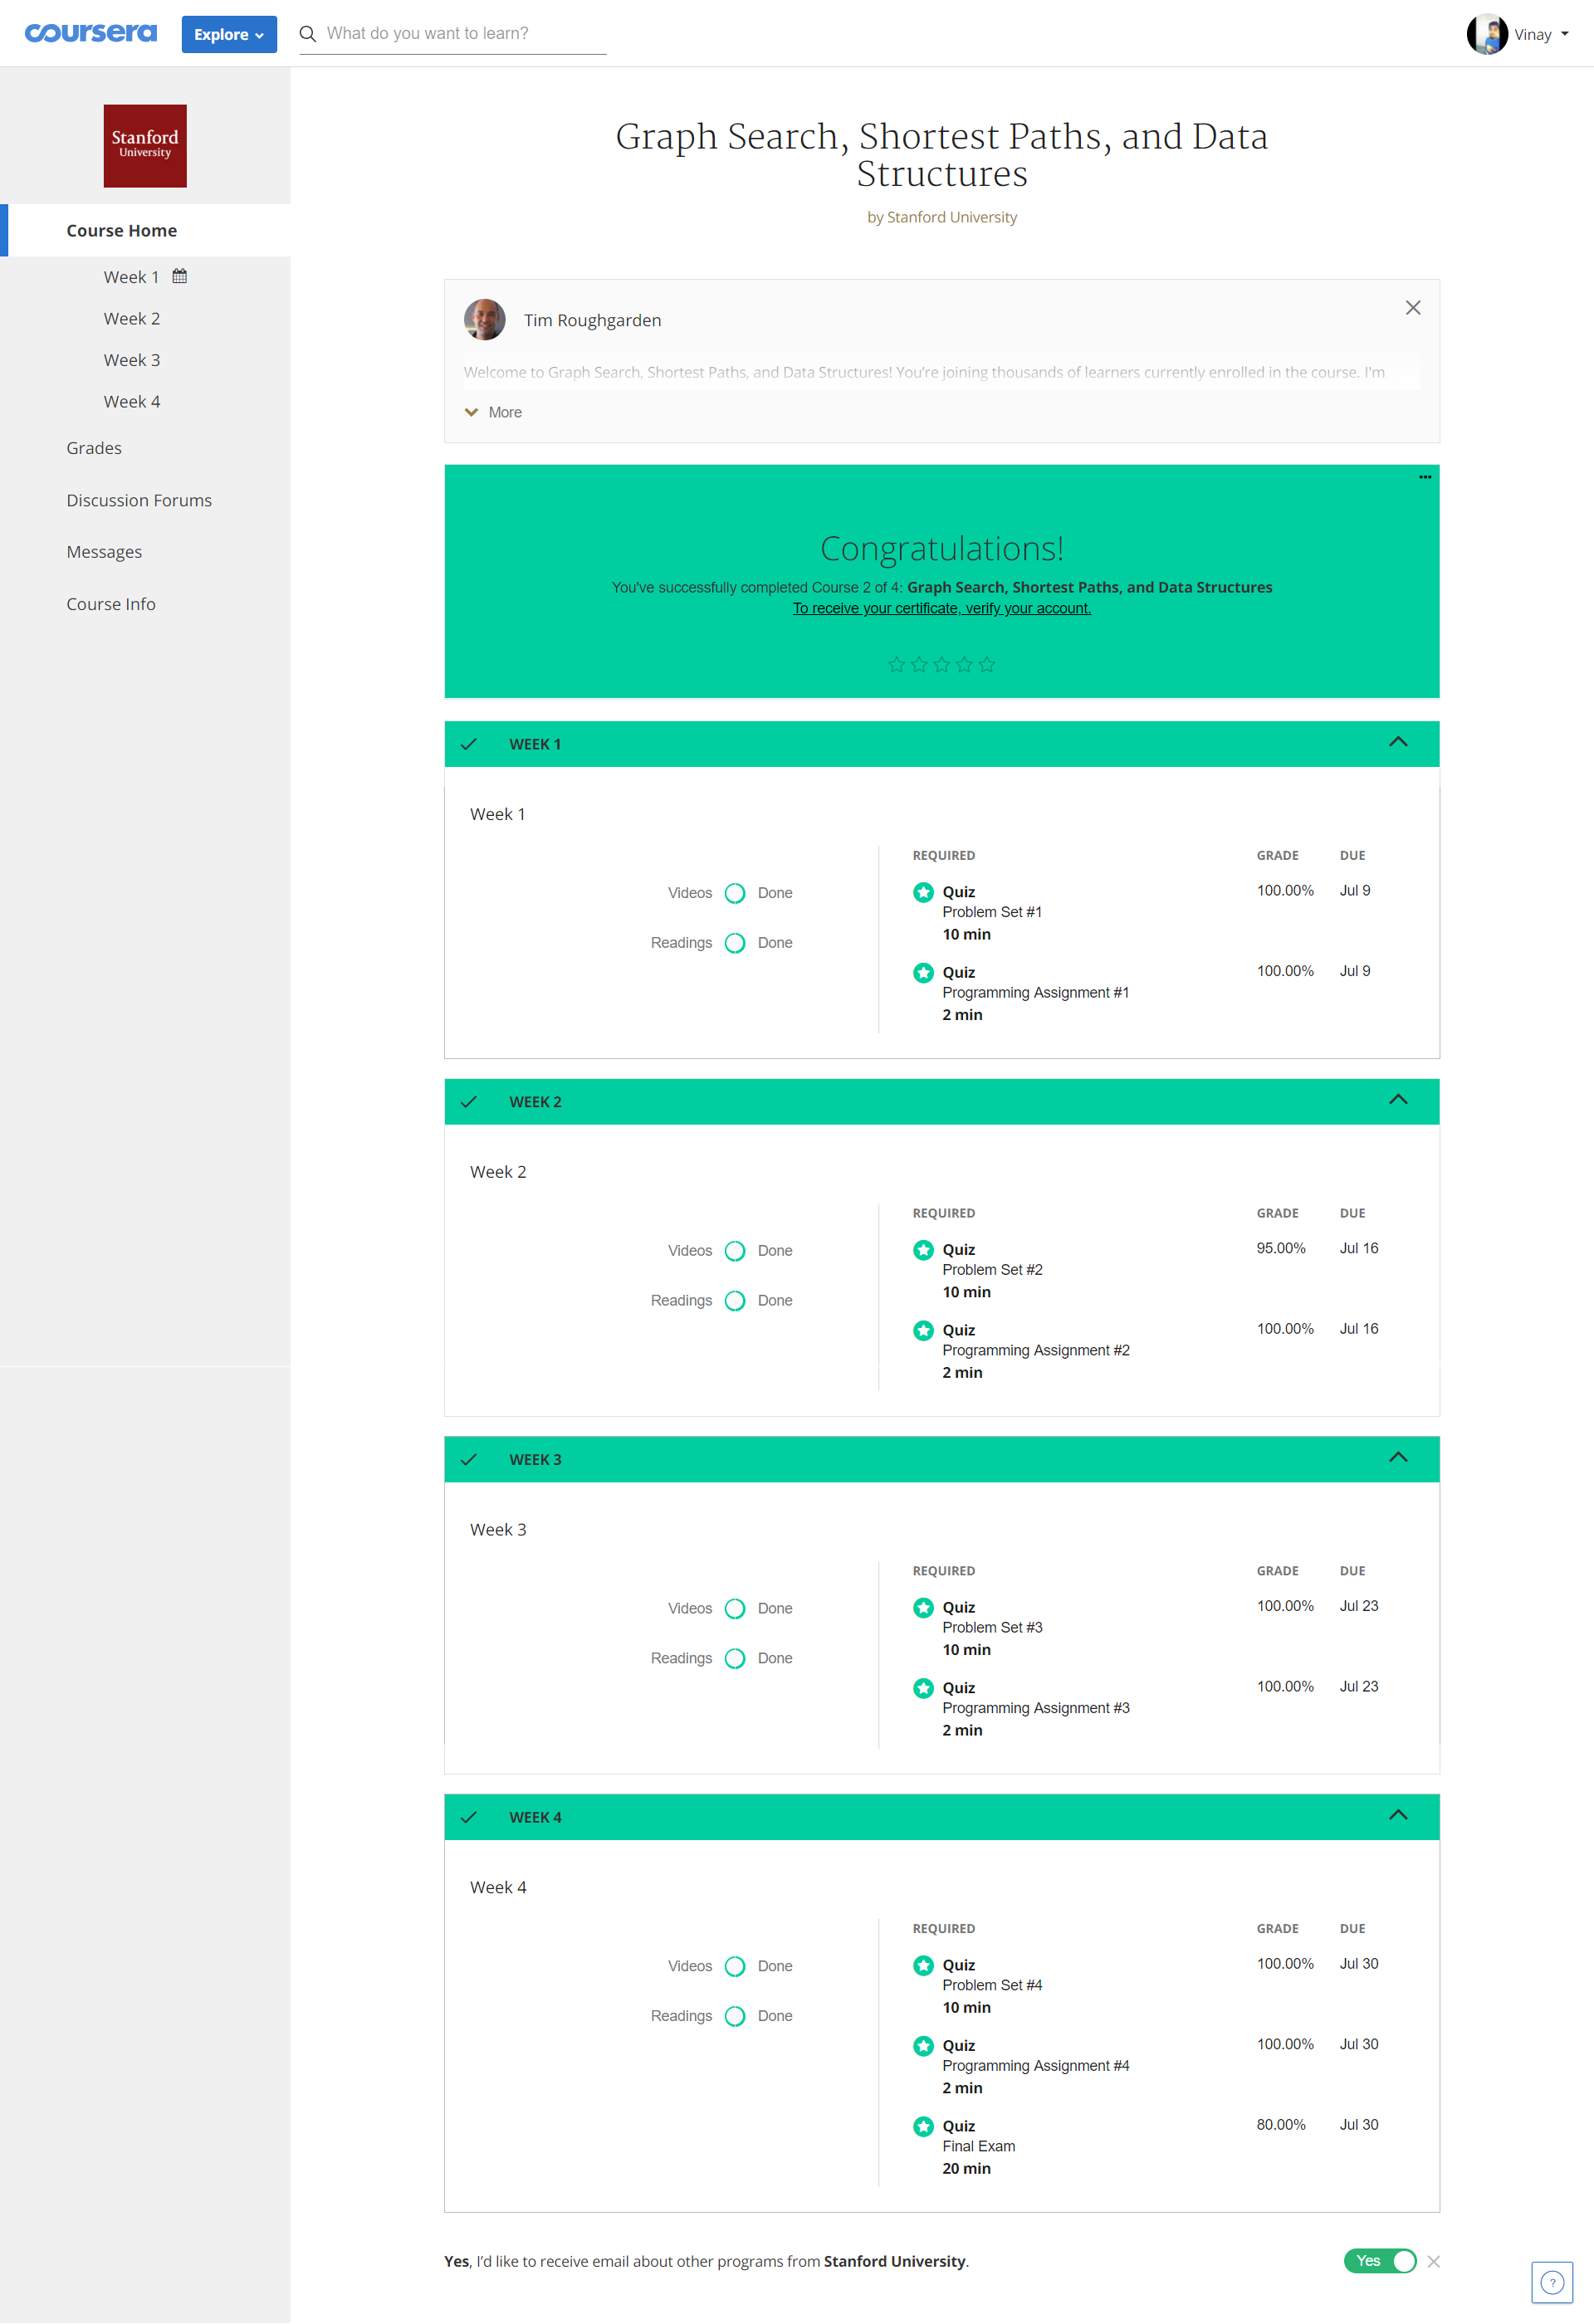 coursera
Explore
What do you want to learn?
Vinay
Stanford
University
Course Home
Week 1
Week 2
Week 3
Week 4
Grades
Discussion Forums
Messages
Course Info
Graph Search, Shortest Paths, and Data
Structures
by Stanford University
Tim Roughgarden
Welcome to Graph Search, Shortest Paths, and Data Structures! You're joining thousands of learners currently enrolled in the course. I'm
More
Congratulations!
You've successfully completed Course 2 of 4: Graph Search, Shortest Paths, and Data Structures
To receive your certificate, verify your account.
WEEK 1
Week 1
REQUIRED GRADE DUE
Videos Done
Readings Done
Quiz 100.00% Jul 9
Problem Set #1
10 min
Quiz 100.00% Jul 9
Programming Assignment #1
2 min
WEEK 2
Week 2
REQUIRED GRADE DUE
Videos Done
Readings Done
Quiz 95.00% Jul 16
Problem Set #2
10 min
Quiz 100.00% Jul 16
Programming Assignment #2
2 min
WEEK 3
Week 3
REQUIRED GRADE DUE
Videos Done
Readings Done
Quiz 100.00% Jul 23
Problem Set #3
10 min
Quiz 100.00% Jul 23
Programming Assignment #3
2 min
WEEK 4
Week 4
REQUIRED GRADE DUE
Videos Done
Readings Done
Quiz 100.00% Jul 30
Problem Set #4
10 min
Quiz 100.00% Jul 30
Programming Assignment #4
2 min
Quiz 80.00% Jul 30
Final Exam
20 min
Yes, I'd like to receive email about other programs from Stanford University.
Yes
?